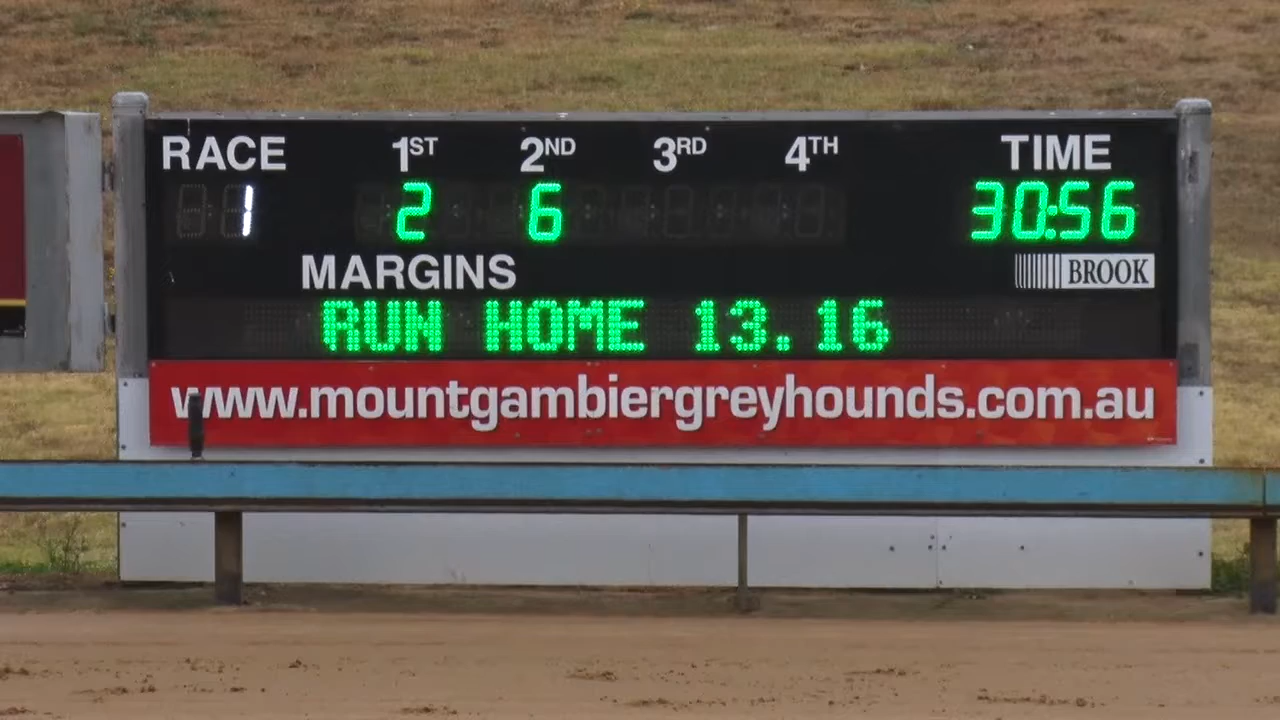 RACE 1ST 2ND 3RD 4TH TIME
1 2 6 30:56
MARGINS BROOK
RUN HOME 13.16
www.mountgambiergreyhounds.com.au